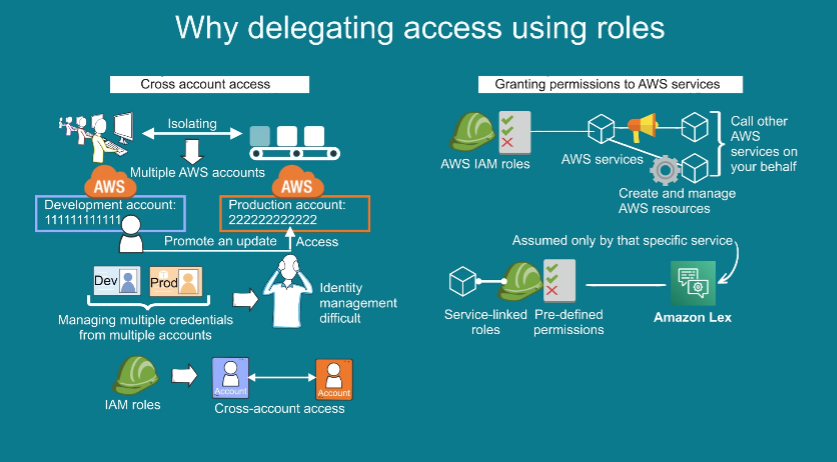 Why delegating access using roles
Cross account access
Isolating
Multiple AWS accounts
AWS
AWS
Development account:
111111111111
Production account:
222222222222
Promote an update
Access
Dev
Prod
Managing multiple credentials
from multiple accounts
Identity
management
difficult
IAM roles
Account
Account
Cross-account access
Granting permissions to AWS services
AWS IAM roles
AWS services
Call other
AWS
services on
your behalf
Create and manage
AWS resources
Assumed only by that specific service
Service-linked
roles
Pre-defined
permissions
Amazon Lex